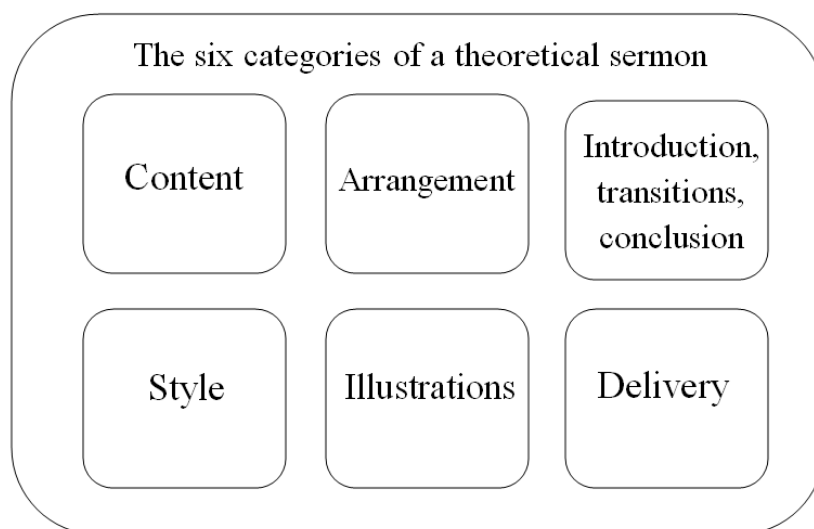 The six categories of a theoretical sermon
Content
Arrangement
Introduction,
transitions,
conclusion
Style
Illustrations
Delivery